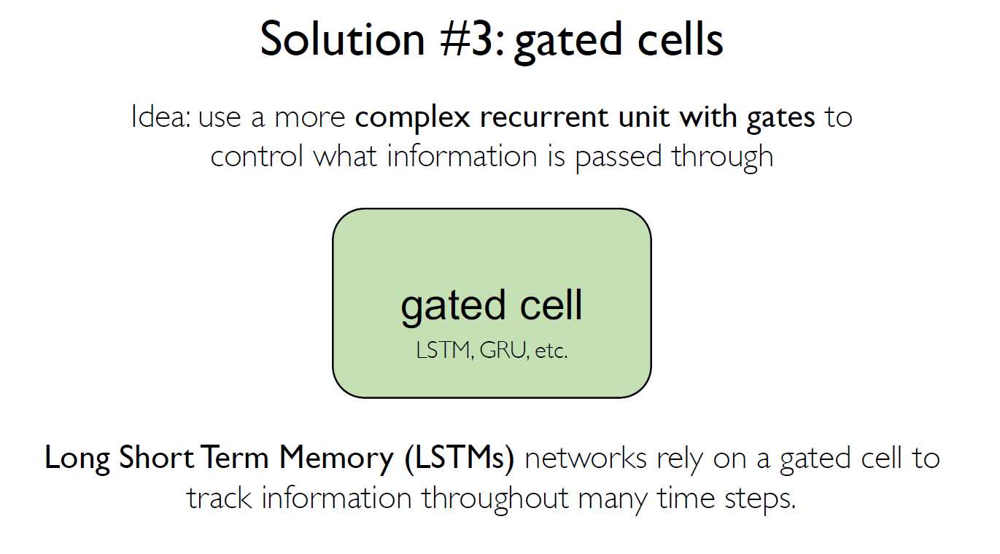 Solution #3: gated cells
Idea: use a more complex recurrent unit with gates to
control what information is passed through
gated cell
LSTM, GRU, etc.
Long Short Term Memory (LSTMs) networks rely on a gated cell to
track information throughout many time steps.